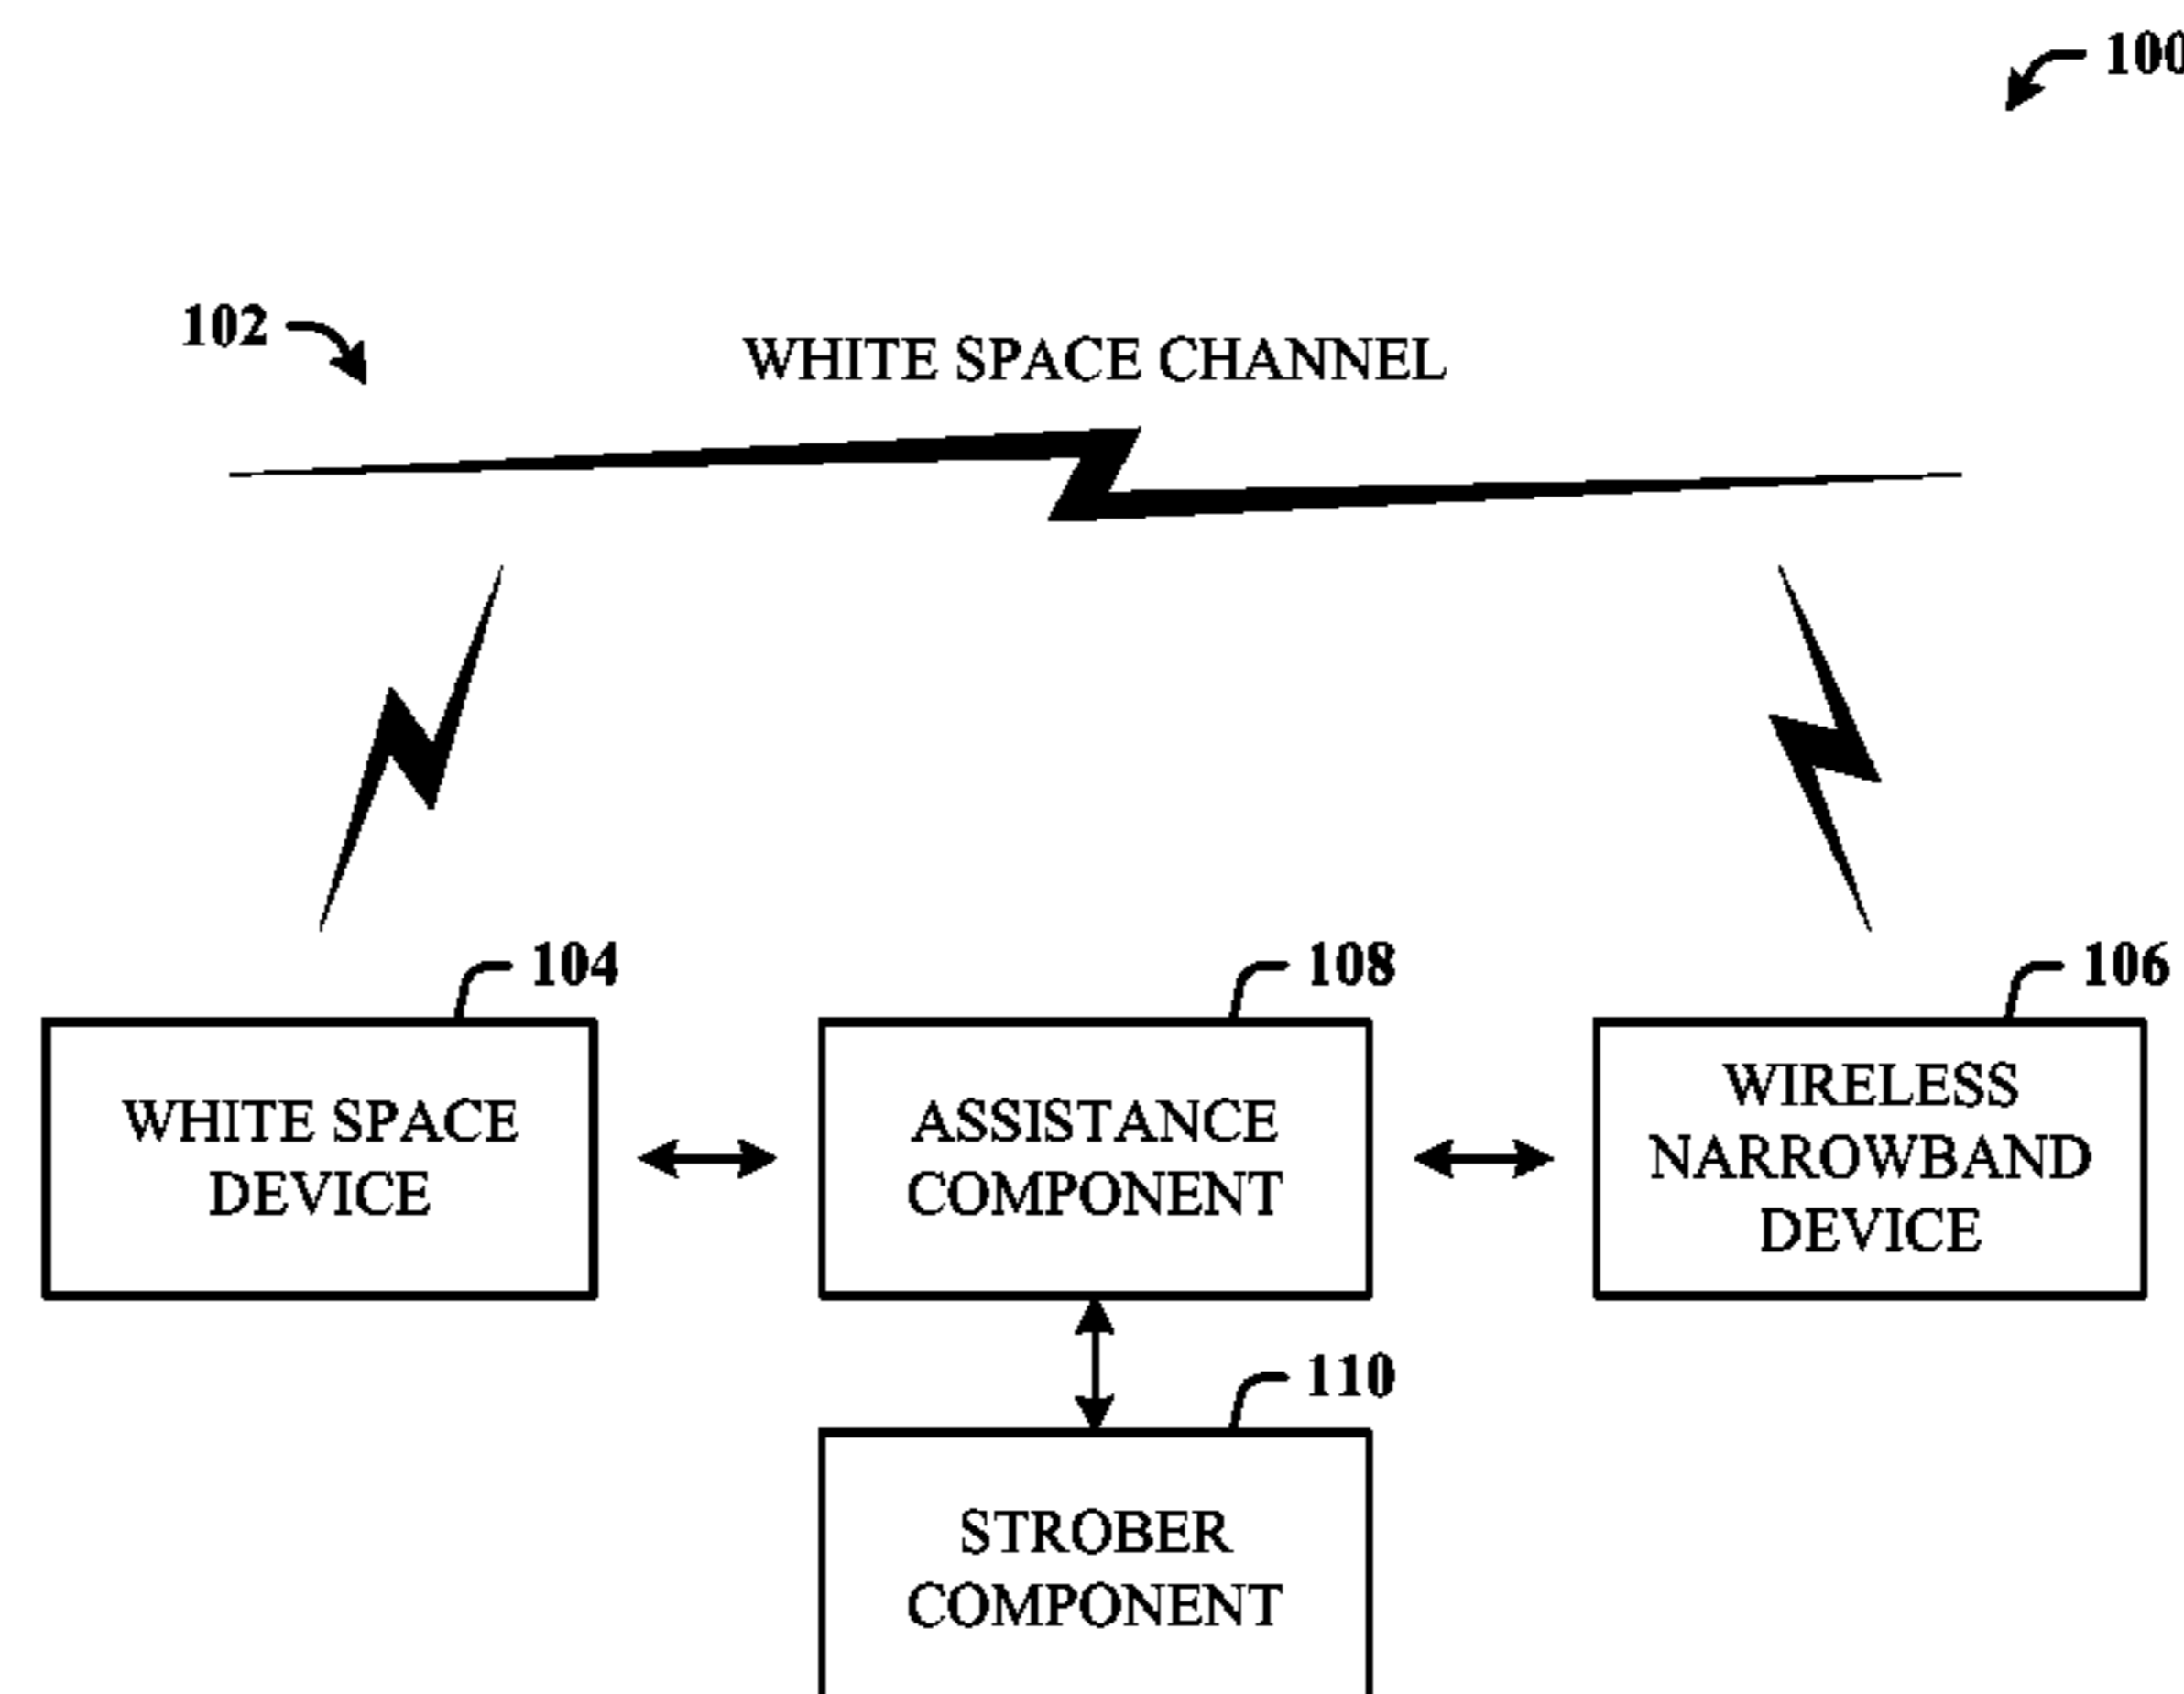 100
102
WHITE SPACE CHANNEL
104
108
106
WHITE SPACE
DEVICE
ASSISTANCE
COMPONENT
WIRELESS
NARROWBAND
DEVICE
110
STROBER
COMPONENT